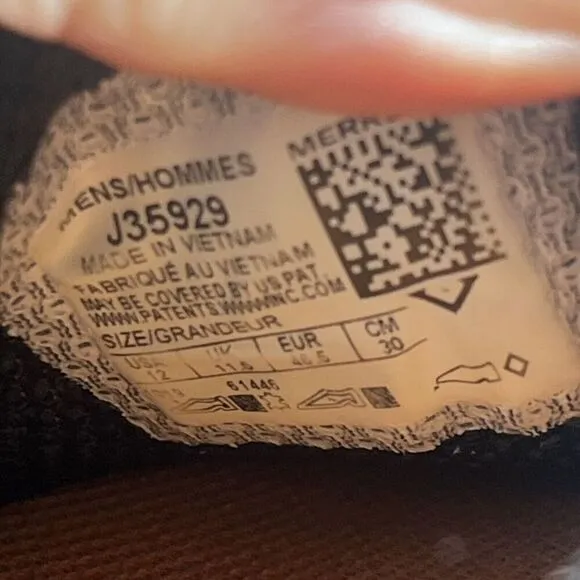 MENS/HOMMES
J35929
MADE IN VIETNAM
FABRIQUÉ AU VIETNAM
MAY BE COVERED BY US PAT.
SIZE/GRANDEUR
US UK EUR CM
12 11.5 46.5 30
61446